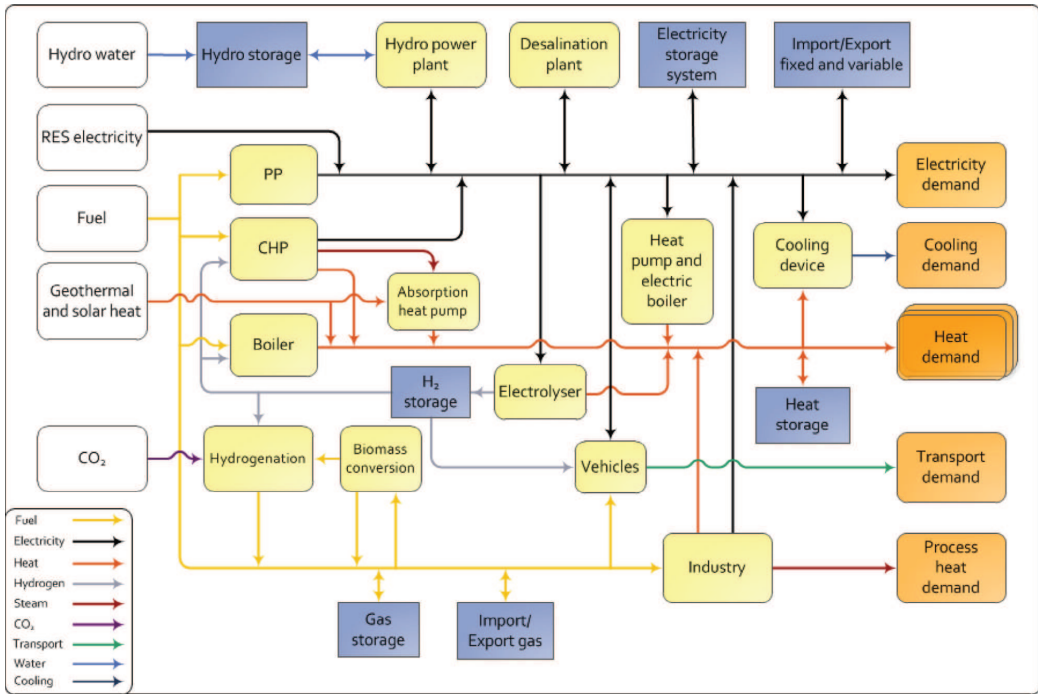 Hydro water
Hydro storage
Hydro power
plant
Desalination
plant
Electricity
storage
system
Import/Export
fixed and variable
RES electricity
PP
Electricity
demand
Fuel
CHP
Heat
pump and
electric
boiler
Cooling
device
Cooling
demand
Geothermal
and solar heat
Absorption
heat pump
Boiler
Heat
demand
H₂
storage
Electrolyser
Heat
storage
CO₂
Hydrogenation
Biomass
conversion
Vehicles
Transport
demand
Fuel
Electricity
Heat
Hydrogen
Steam
CO₂
Transport
Water
Cooling
Industry
Process
heat
demand
Gas
storage
Import/
Export gas